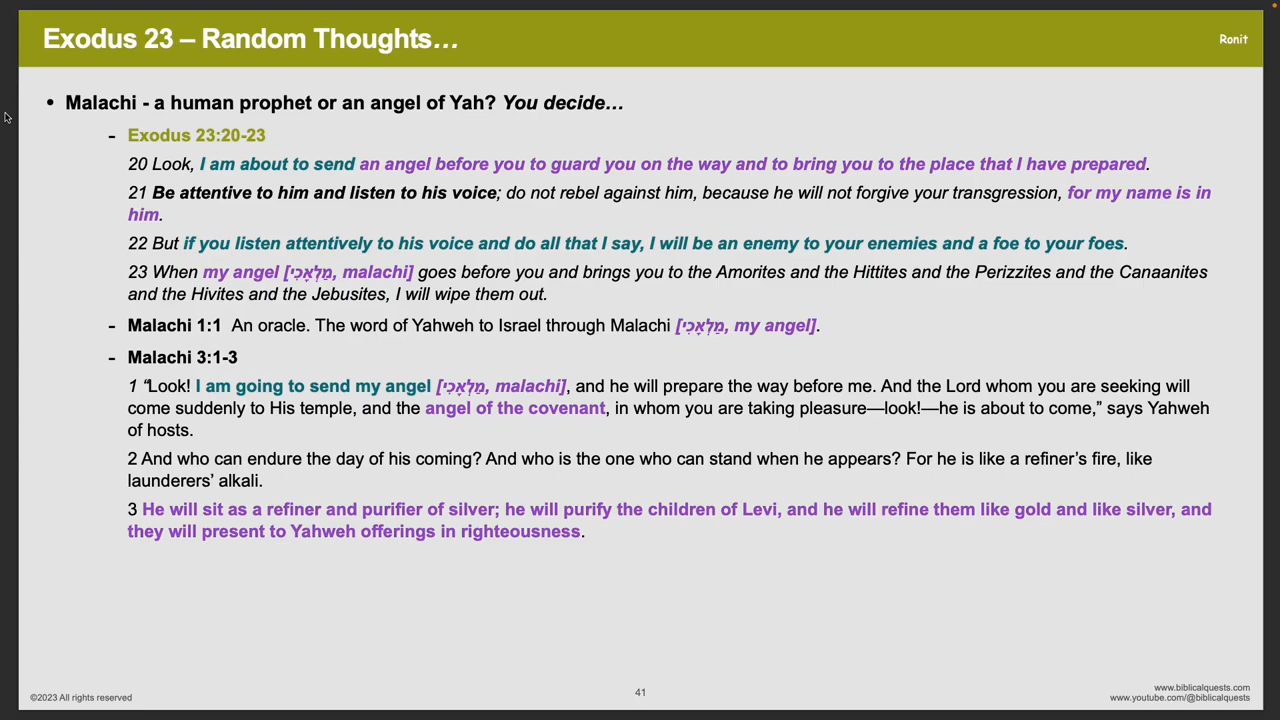 Exodus 23 – Random Thoughts…
Ronit
• Malachi - a human prophet or an angel of Yah? You decide…
- Exodus 23:20-23
20 Look, I am about to send an angel before you to guard you on the way and to bring you to the place that I have prepared.
21 Be attentive to him and listen to his voice; do not rebel against him, because he will not forgive your transgression, for my name is in
him.
22 But if you listen attentively to his voice and do all that I say, I will be an enemy to your enemies and a foe to your foes.
23 When my angel [מַלְאָכִי, malachi] goes before you and brings you to the Amorites and the Hittites and the Perizzites and the Canaanites
and the Hivites and the Jebusites, I will wipe them out.
- Malachi 1:1 An oracle. The word of Yahweh to Israel through Malachi [מַלְאָכִי, my angel].
- Malachi 3:1-3
1 “Look! I am going to send my angel [מַלְאָכִי, malachi], and he will prepare the way before me. And the Lord whom you are seeking will
come suddenly to His temple, and the angel of the covenant, in whom you are taking pleasure—look!—he is about to come,” says Yahweh
of hosts.
2 And who can endure the day of his coming? And who is the one who can stand when he appears? For he is like a refiner’s fire, like
launderers’ alkali.
3 He will sit as a refiner and purifier of silver; he will purify the children of Levi, and he will refine them like gold and like silver, and
they will present to Yahweh offerings in righteousness.
©2023 All rights reserved
41
www.biblicalquests.com
www.youtube.com/@biblicalquests